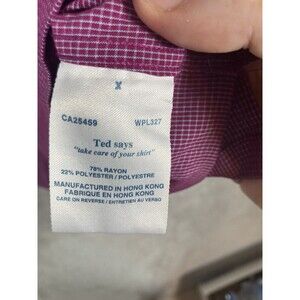 X
CA25459 WPL327
Ted says
"take care of your shirt"
78% RAYON
22% POLYESTER / POLYESTRE
MANUFACTURED IN HONG KONG
FABRIQUÉ EN HONG KONG
CARE ON REVERSE / ENTRETIEN AU VERSO